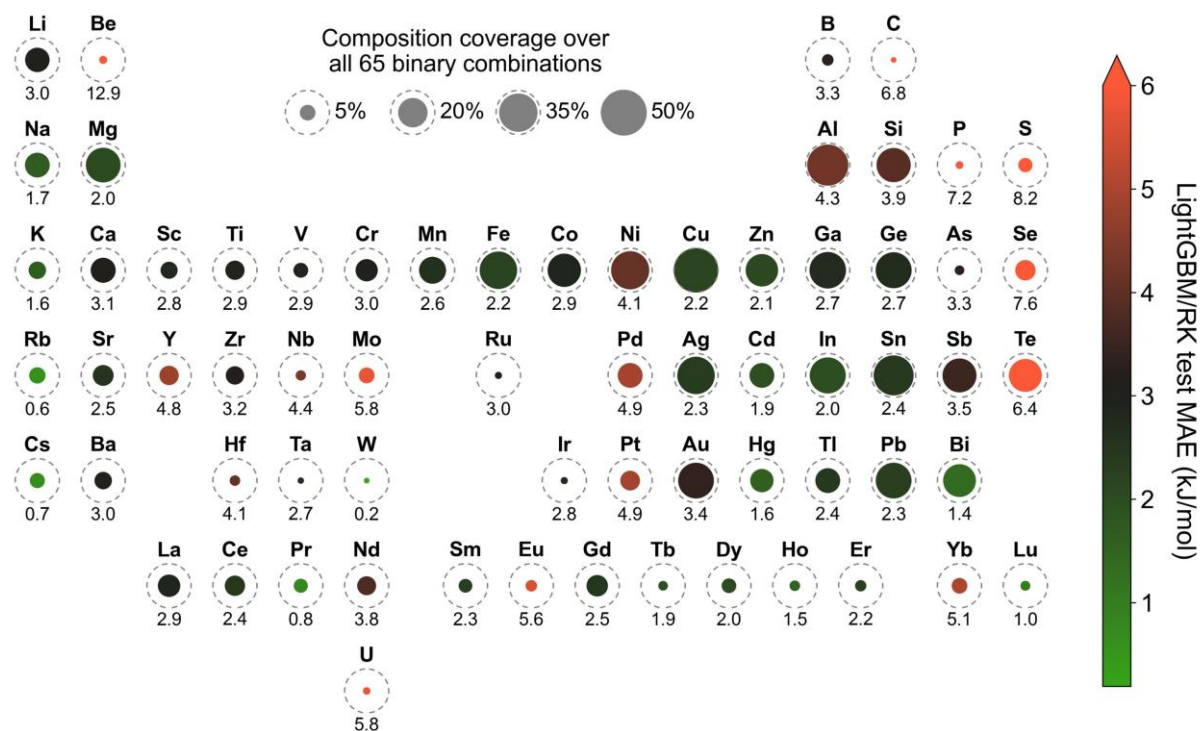 Li Be B C
Composition coverage over
all 65 binary combinations
3.0 12.9 3.3 6.8
5% 20% 35% 50%
Na Mg Al Si P S
1.7 2.0 4.3 3.9 7.2 8.2
K Ca Sc Ti V Cr Mn Fe Co Ni Cu Zn Ga Ge As Se
1.6 3.1 2.8 2.9 2.9 3.0 2.6 2.2 2.9 4.1 2.2 2.1 2.7 2.7 3.3 7.6
Rb Sr Y Zr Nb Mo Ru Pd Ag Cd In Sn Sb Te
0.6 2.5 4.8 3.2 4.4 5.8 3.0 4.9 2.3 1.9 2.0 2.4 3.5 6.4
Cs Ba Hf Ta W Ir Pt Au Hg Tl Pb Bi
0.7 3.0 4.1 2.7 0.2 2.8 4.9 3.4 1.6 2.4 2.3 1.4
La Ce Pr Nd Sm Eu Gd Tb Dy Ho Er Yb Lu
2.9 2.4 0.8 3.8 2.3 5.6 2.5 1.9 2.0 1.5 2.2 5.1 1.0
U
5.8
6
5
4
3
2
1
LightGBM/RK test MAE (kJ/mol)